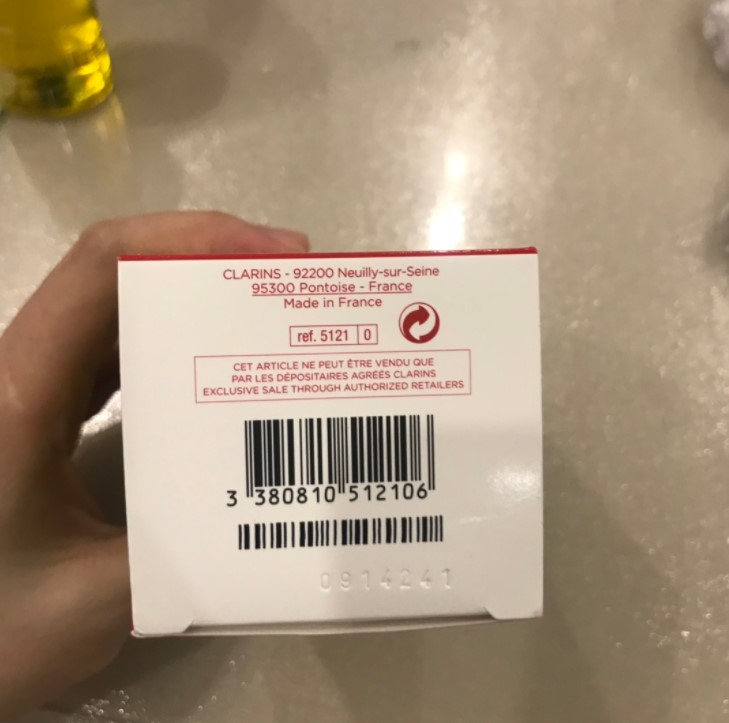 CLARINS - 92200 Neuilly-sur-Seine
95300 Pontoise - France
Made in France
ref. 5121 0
CET ARTICLE NE PEUT ÊTRE VENDU QUE
PAR LES DÉPOSITAIRES AGRÉÉS CLARINS
EXCLUSIVE SALE THROUGH AUTHORIZED RETAILERS
3 380810 512106
0914241